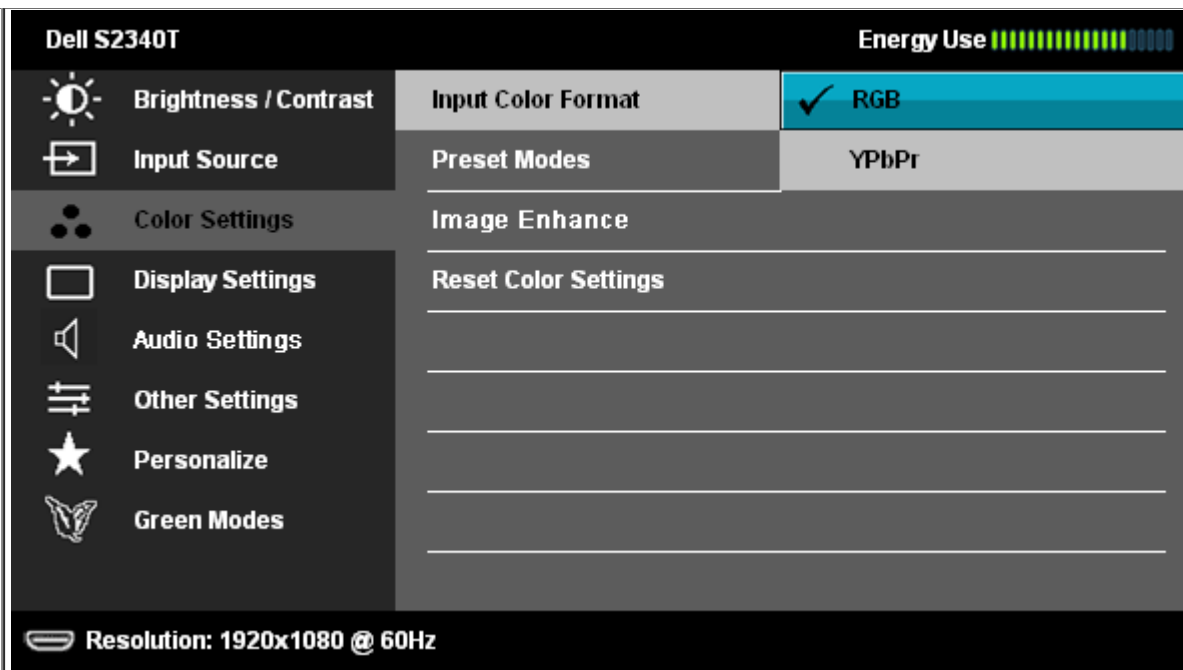 Dell S2340T Energy Use
Brightness / Contrast Input Color Format RGB
Input Source Preset Modes YPbPr
Color Settings Image Enhance
Display Settings Reset Color Settings
Audio Settings
Other Settings
Personalize
Green Modes
Resolution: 1920x1080 @ 60Hz